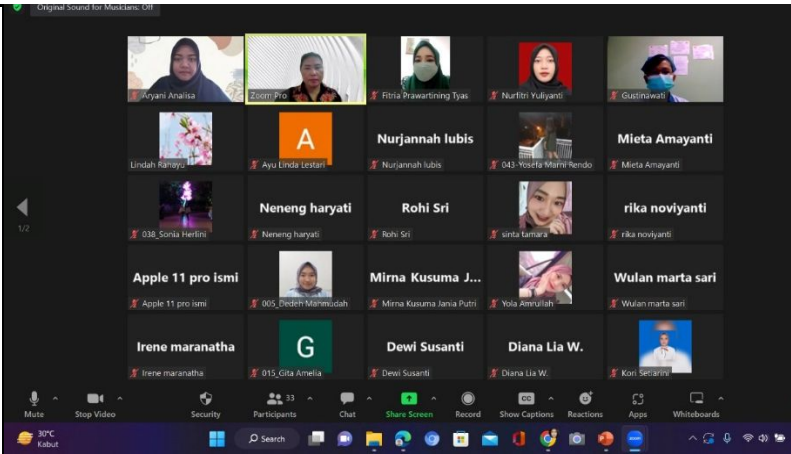 Original Sound for Musicians: Off
Aryani Analisa
Zoom Pro
Fitria Prawartining Tyas
Nurfitri Yuliyanti
Gustinawati
Lindah Rahayu
A
Ayu Linda Lestari
Nurjannah lubis
Nurjannah lubis
043-Yosefa Marni Rendo
Mieta Amayanti
Mieta Amayanti
1/2
038_Sonia Herlini
Neneng haryati
Neneng haryati
Rohi Sri
Rohi Sri
sinta tamara
rika noviyanti
rika noviyanti
Apple 11 pro ismi
Apple 11 pro ismi
005_Dedeh Mahmudah
Mirna Kusuma J...
Mirna Kusuma Jania Putri
Yola Amrullah
Wulan marta sari
Wulan marta sari
Irene maranatha
Irene maranatha
G
015_Gita Amelia
Dewi Susanti
Dewi Susanti
Diana Lia W.
Diana Lia W.
Kori Setiarini
Mute
Stop Video
Security
Participants
33
Chat
Share Screen
Record
CC
Show Captions
Reactions
Apps
Whiteboards
30°C
Kabut
Search
zoom